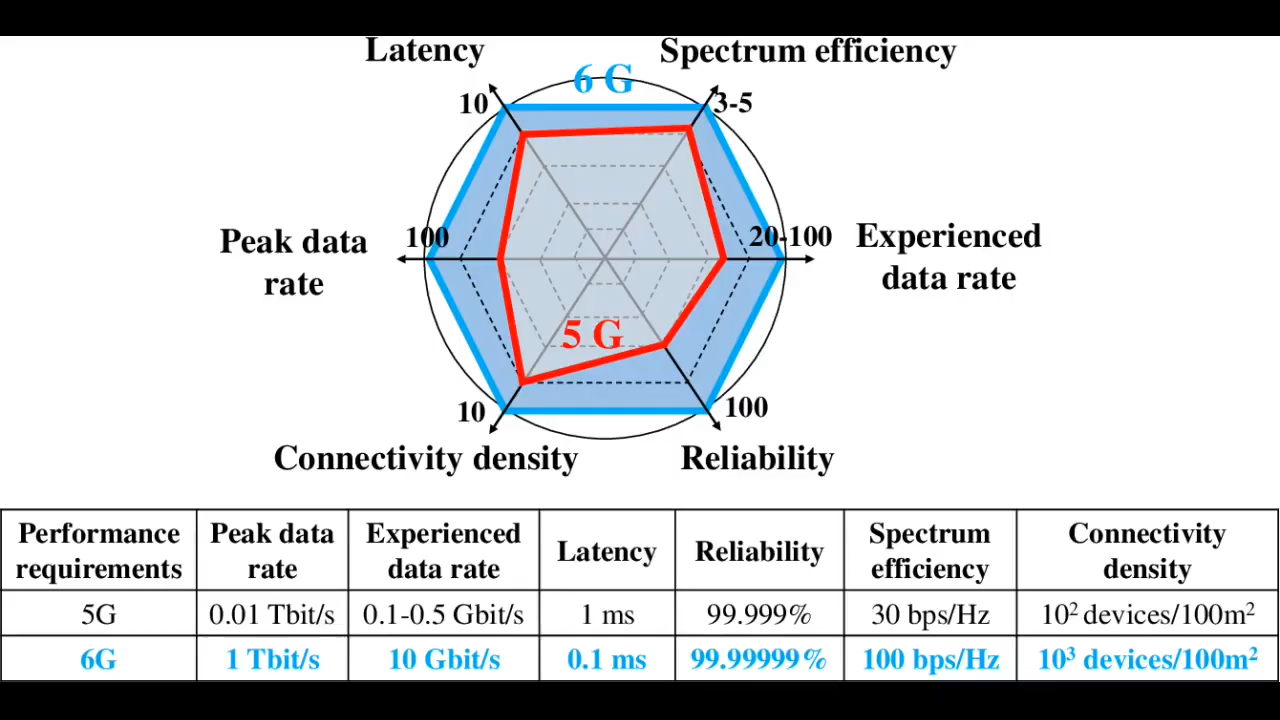 Latency
Spectrum efficiency
6 G
10
3-5
Peak data
rate
100
20-100
Experienced
data rate
5 G
10
100
Connectivity density
Reliability
Performance requirements | Peak data rate | Experienced data rate | Latency | Reliability | Spectrum efficiency | Connectivity density
5G | 0.01 Tbit/s | 0.1-0.5 Gbit/s | 1 ms | 99.999% | 30 bps/Hz | 10² devices/100m²
6G | 1 Tbit/s | 10 Gbit/s | 0.1 ms | 99.99999% | 100 bps/Hz | 10³ devices/100m²